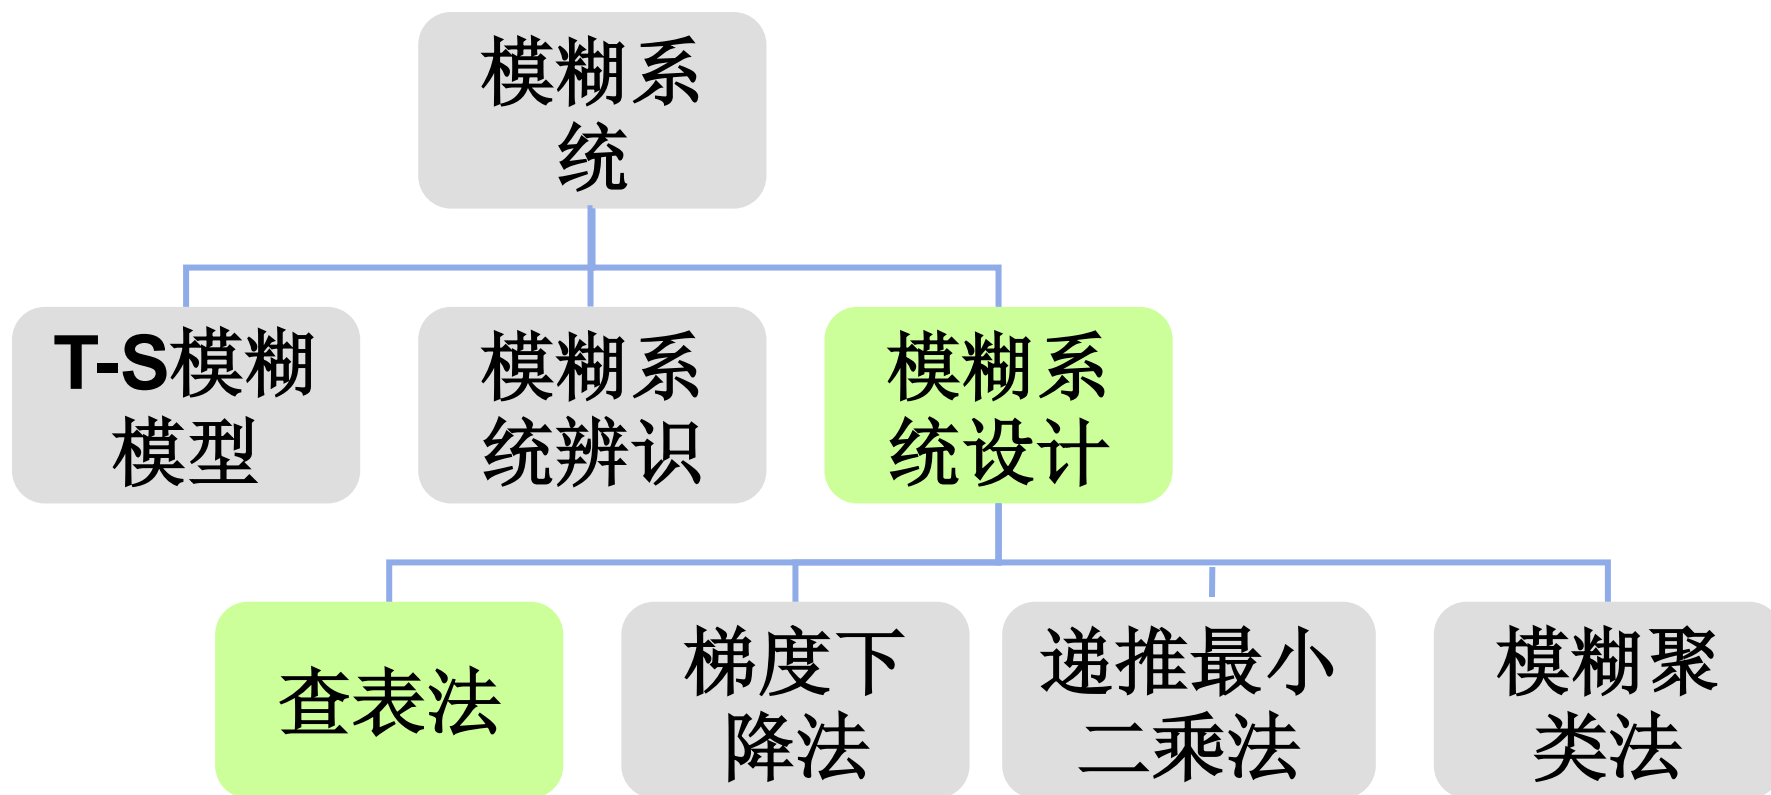 模糊系
统
T-S模糊
模型
模糊系
统辨识
模糊系
统设计
查表法
梯度下
降法
递推最小
二乘法
模糊聚
类法